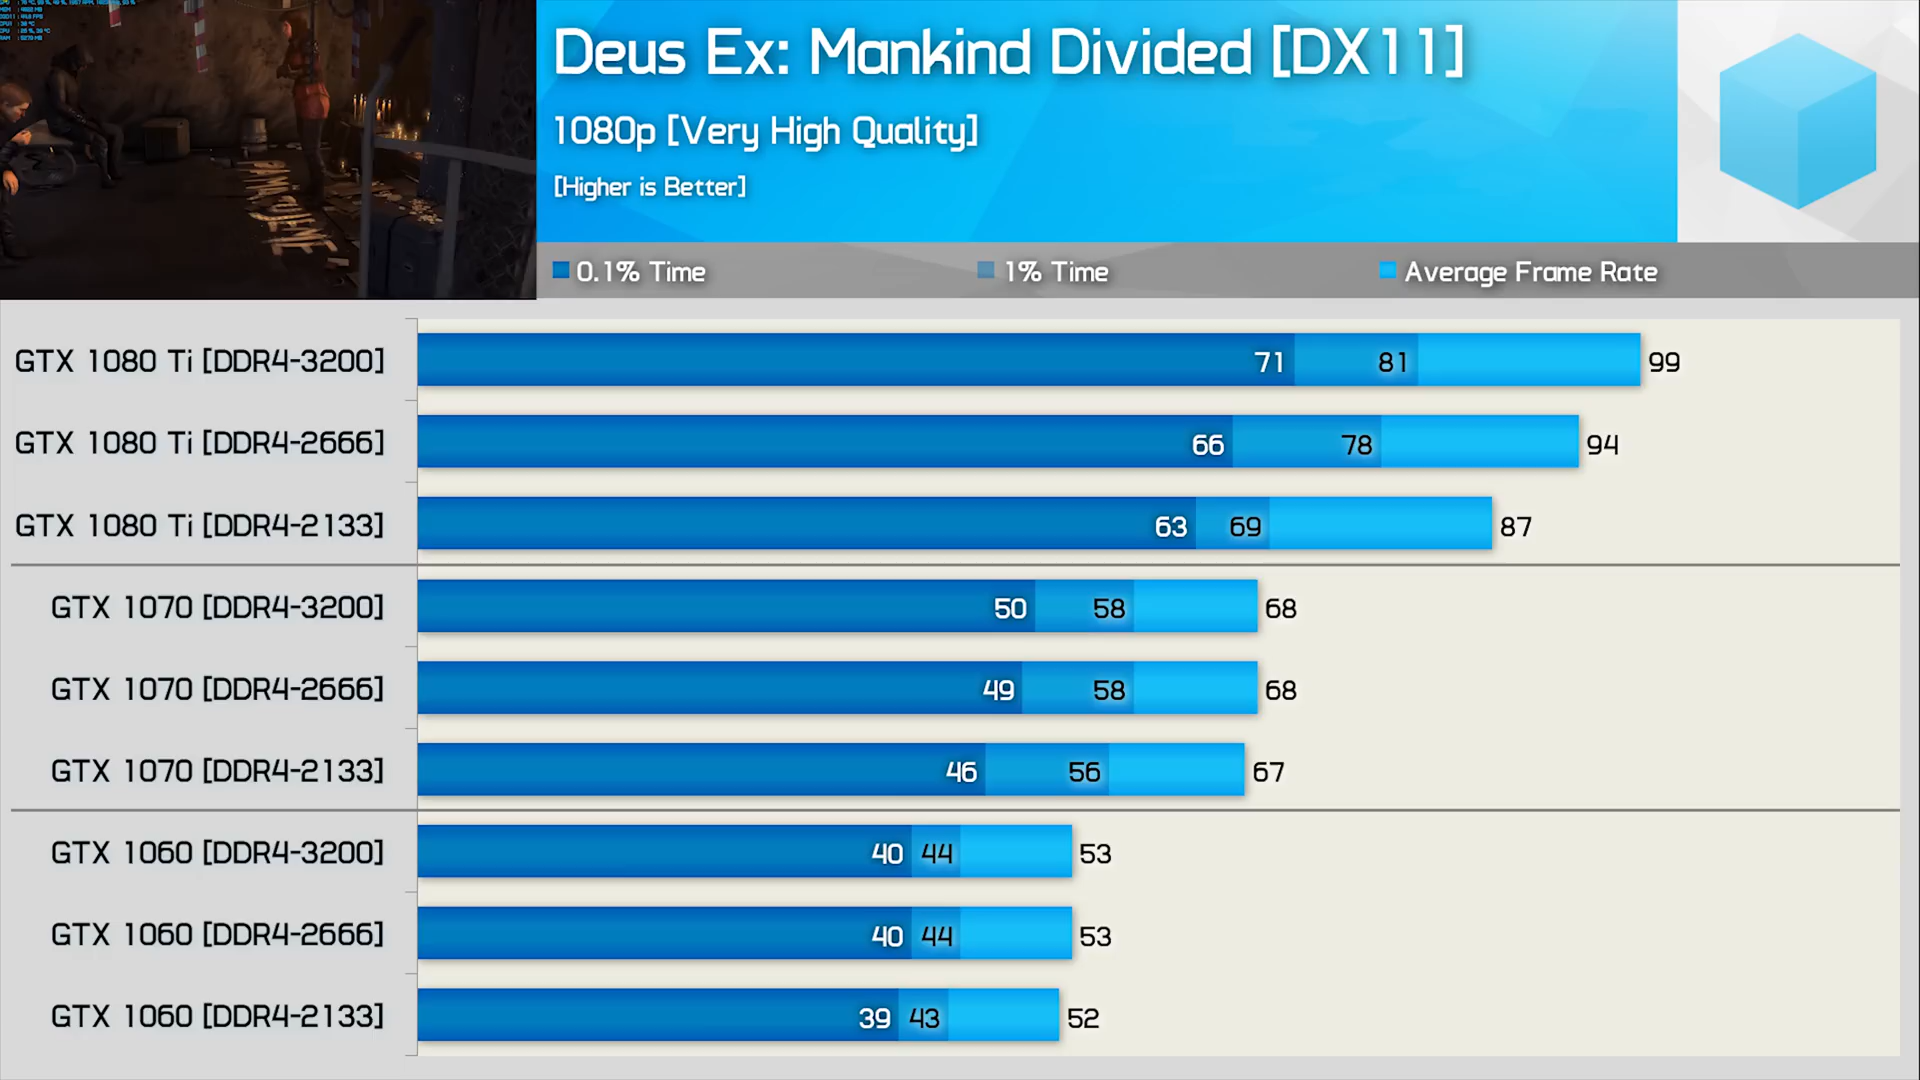 Deus Ex: Mankind Divided [DX11]
1080p [Very High Quality]
[Higher is Better]
0.1% Time
1% Time
Average Frame Rate
GTX 1080 Ti [DDR4-3200] 71 81 99
GTX 1080 Ti [DDR4-2666] 66 78 94
GTX 1080 Ti [DDR4-2133] 63 69 87
GTX 1070 [DDR4-3200] 50 58 68
GTX 1070 [DDR4-2666] 49 58 68
GTX 1070 [DDR4-2133] 46 56 67
GTX 1060 [DDR4-3200] 40 44 53
GTX 1060 [DDR4-2666] 40 44 53
GTX 1060 [DDR4-2133] 39 43 52